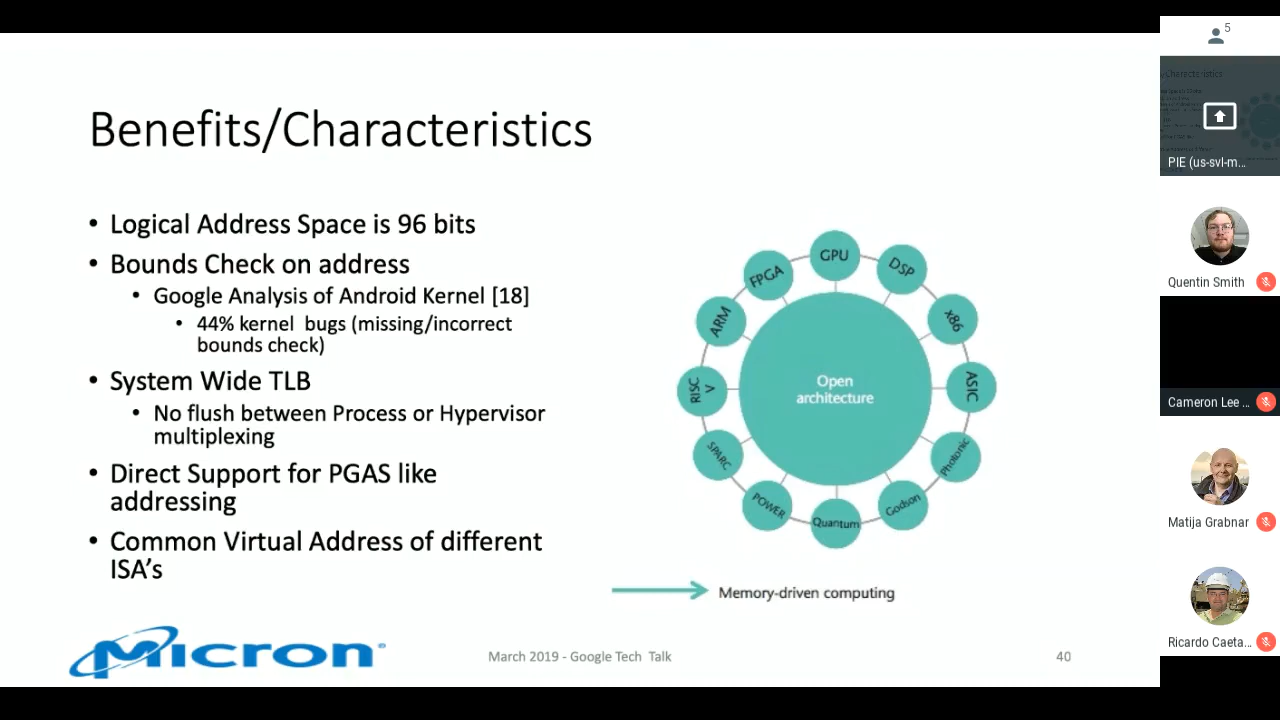 Benefits/Characteristics
• Logical Address Space is 96 bits
• Bounds Check on address
• Google Analysis of Android Kernel [18]
• 44% kernel bugs (missing/incorrect
bounds check)
• System Wide TLB
• No flush between Process or Hypervisor
multiplexing
• Direct Support for PGAS like
addressing
• Common Virtual Address of different
ISA's
GPU
DSP
x86
ASIC
Photonic
Godson
Quantum
POWER
SPARC
RISC
V
ARM
FPGA
Open
architecture
Memory-driven computing
Micron
March 2019 - Google Tech Talk
40
5
PIE (us-svl-m...
Quentin Smith
Cameron Lee ...
Matija Grabnar
Ricardo Caeta...